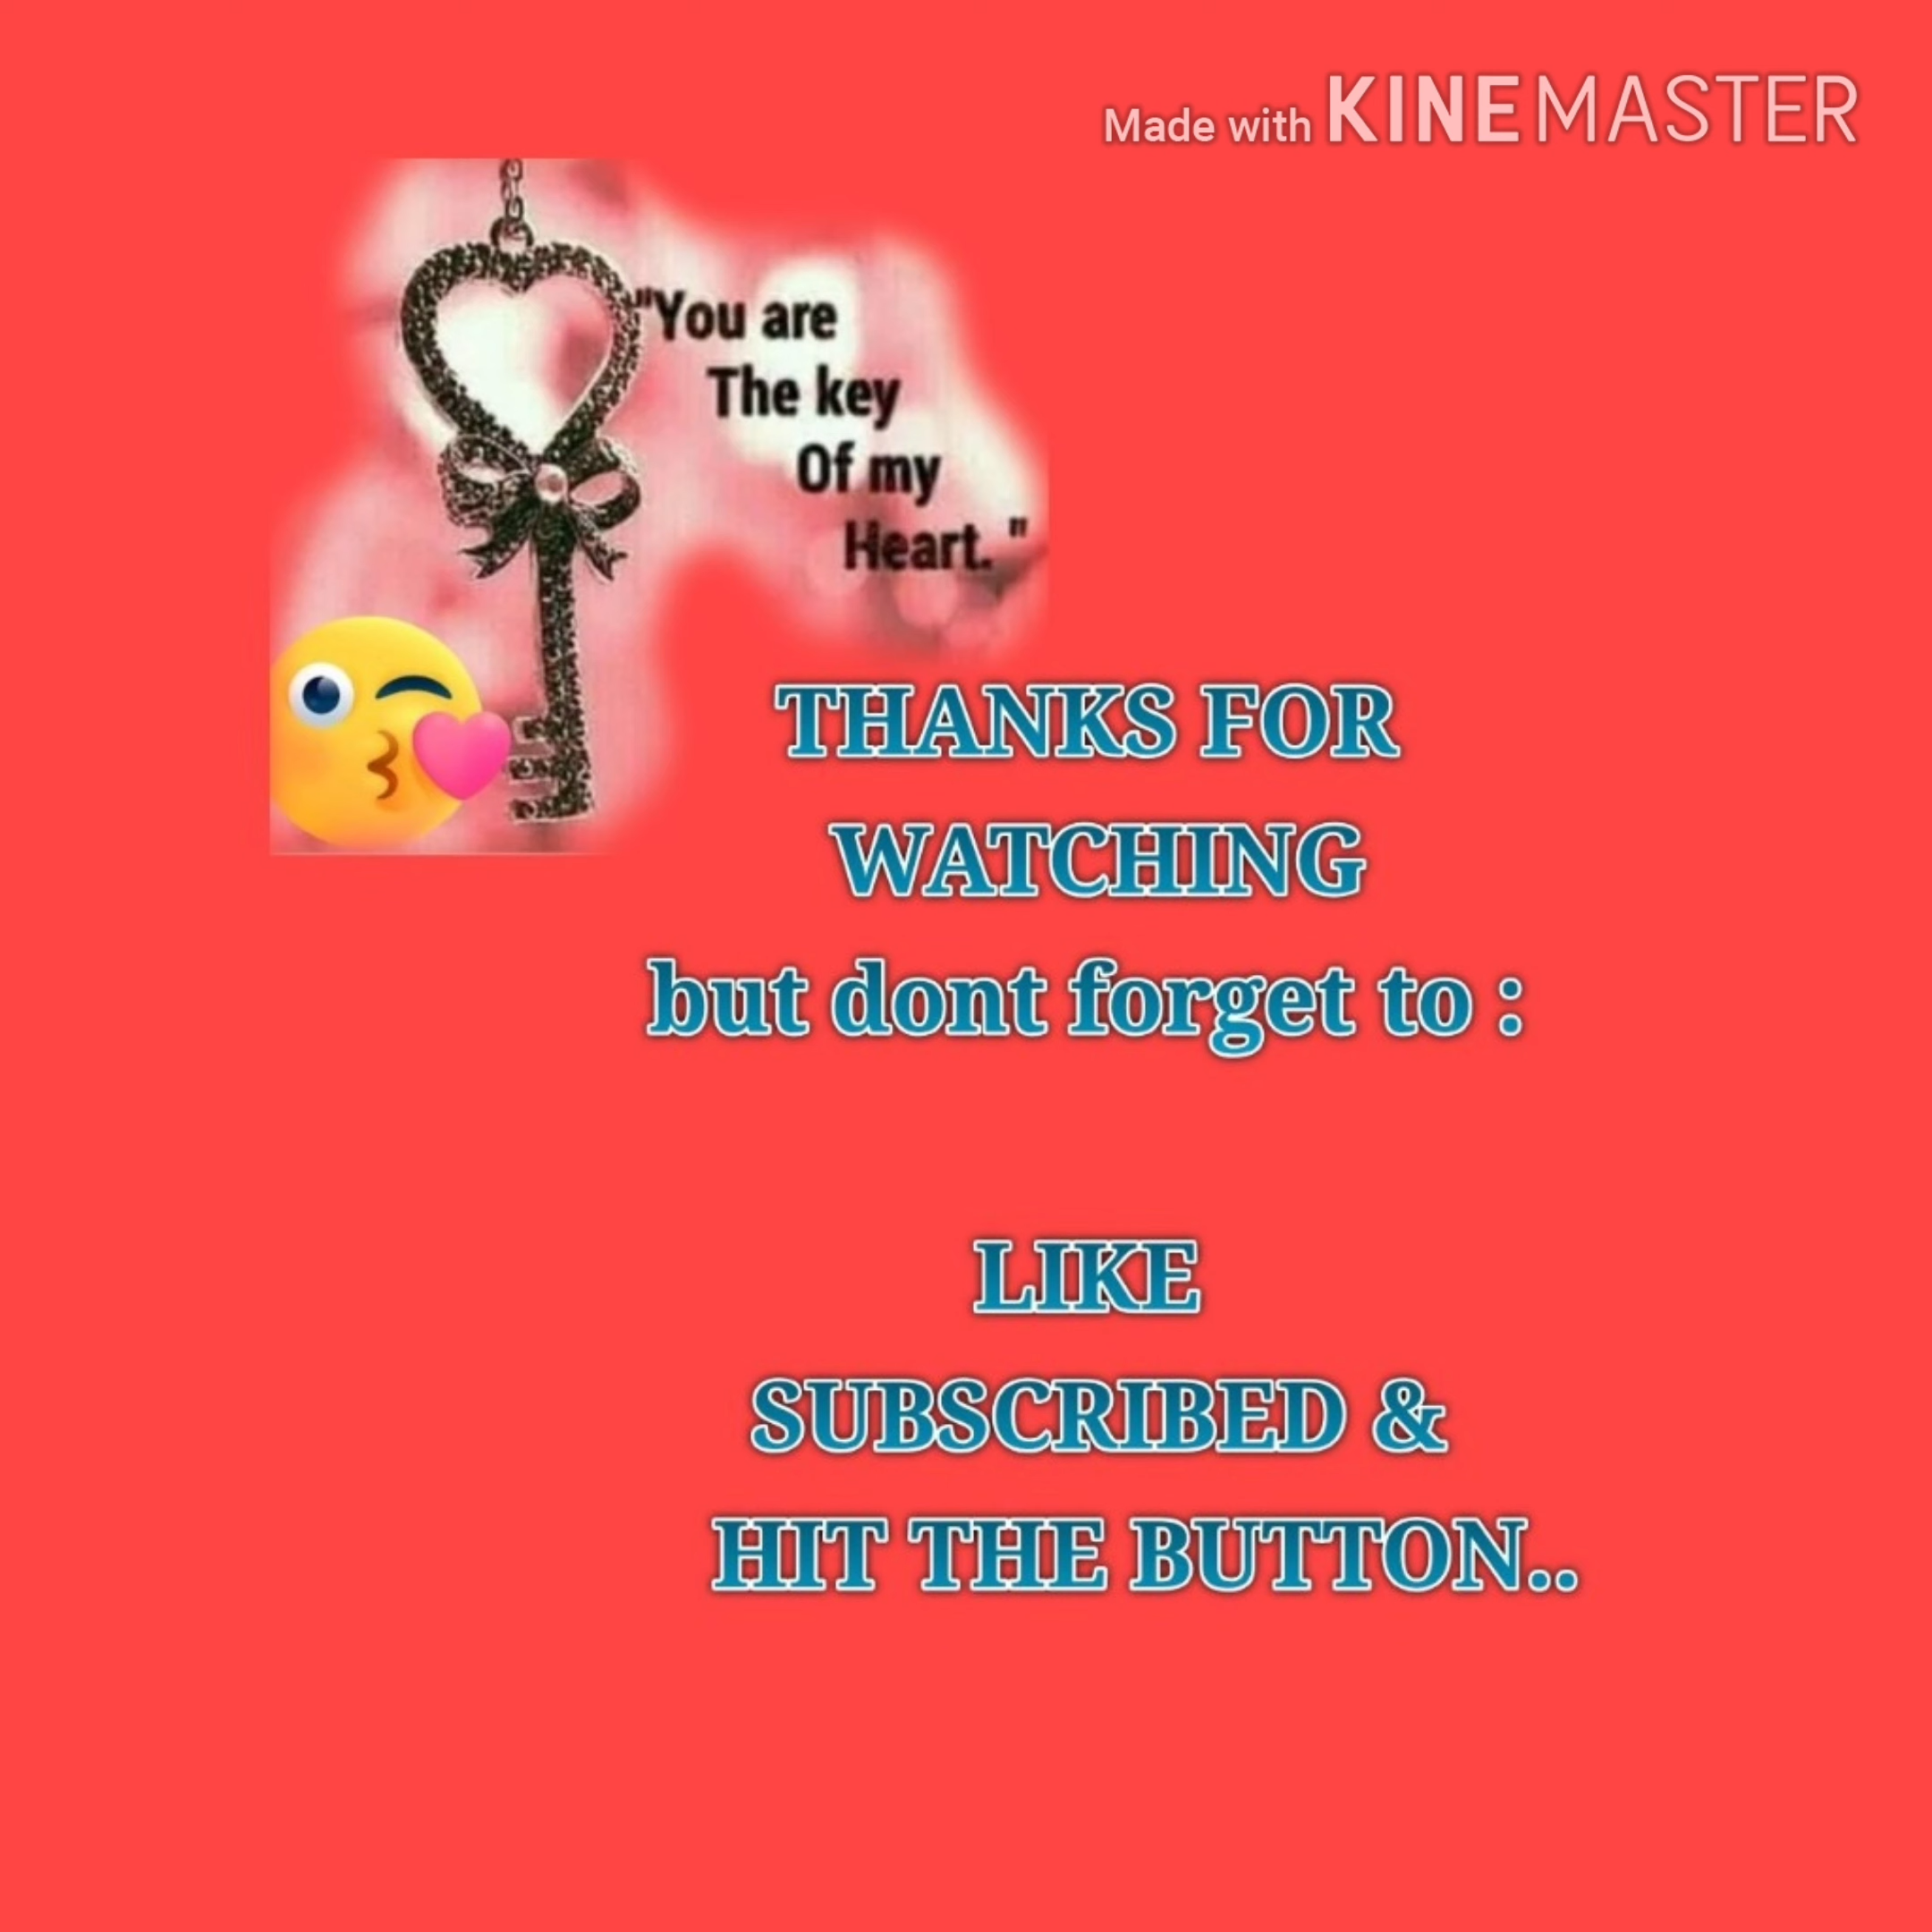 Made with KINEMASTER
"You are
The key
Of my
Heart. "
THANKS FOR
WATCHING
but dont forget to :
LIKE
SUBSCRIBED &
HIT THE BUTTON..